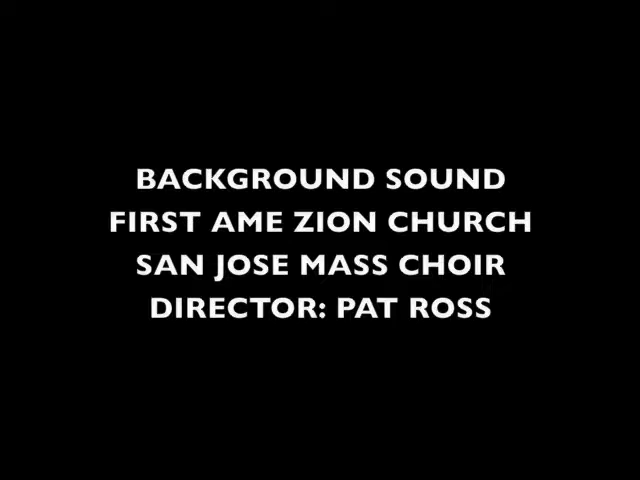 BACKGROUND SOUND
FIRST AME ZION CHURCH
SAN JOSE MASS CHOIR
DIRECTOR: PAT ROSS